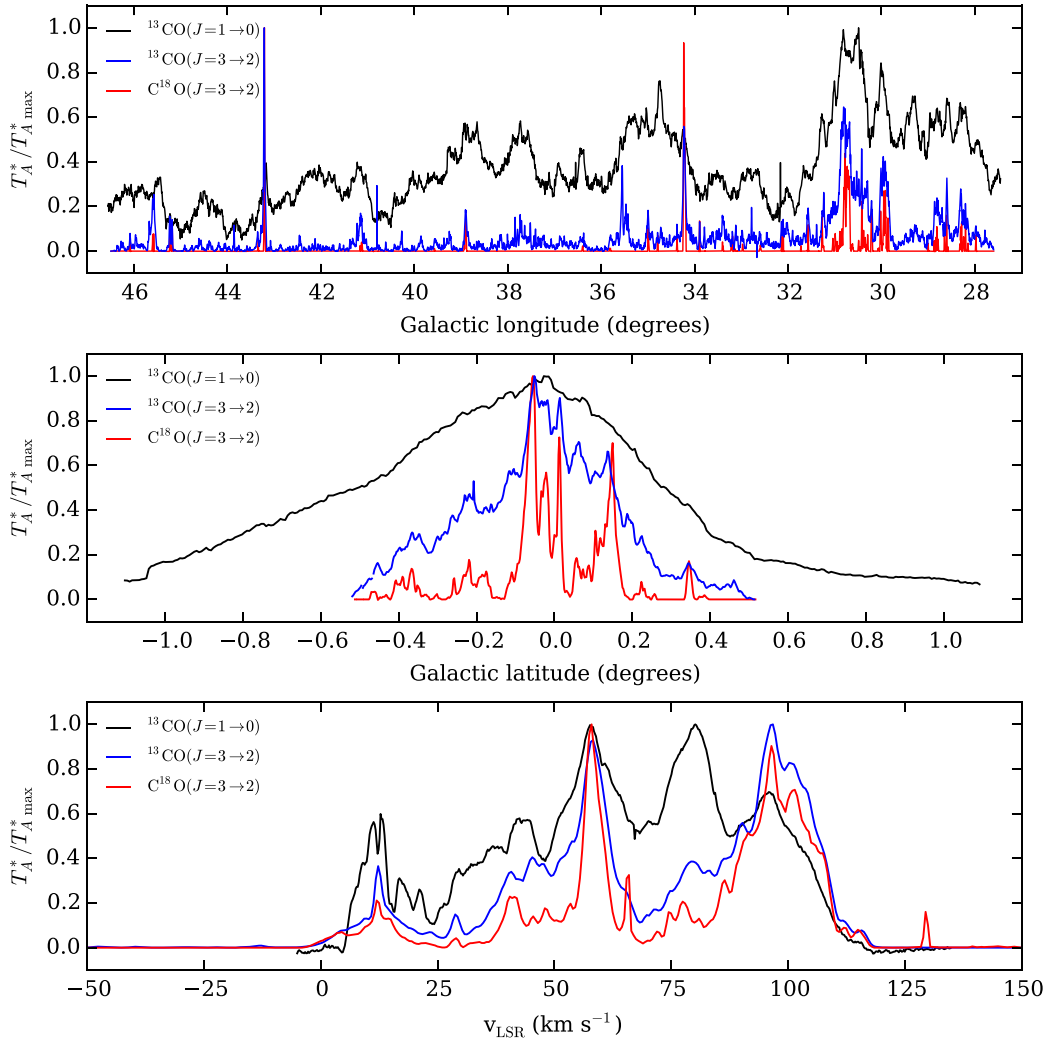 1.0
0.8
0.6
0.4
0.2
0.0
T*A/T*A max
¹³CO(J=1→0)
¹³CO(J=3→2)
C¹⁸O(J=3→2)
46 44 42 40 38 36 34 32 30 28
Galactic longitude (degrees)
1.0
0.8
0.6
0.4
0.2
0.0
T*A/T*A max
¹³CO(J=1→0)
¹³CO(J=3→2)
C¹⁸O(J=3→2)
−1.0 −0.8 −0.6 −0.4 −0.2 0.0 0.2 0.4 0.6 0.8 1.0
Galactic latitude (degrees)
1.0
0.8
0.6
0.4
0.2
0.0
T*A/T*A max
¹³CO(J=1→0)
¹³CO(J=3→2)
C¹⁸O(J=3→2)
−50 −25 0 25 50 75 100 125 150
vLSR (km s⁻¹)